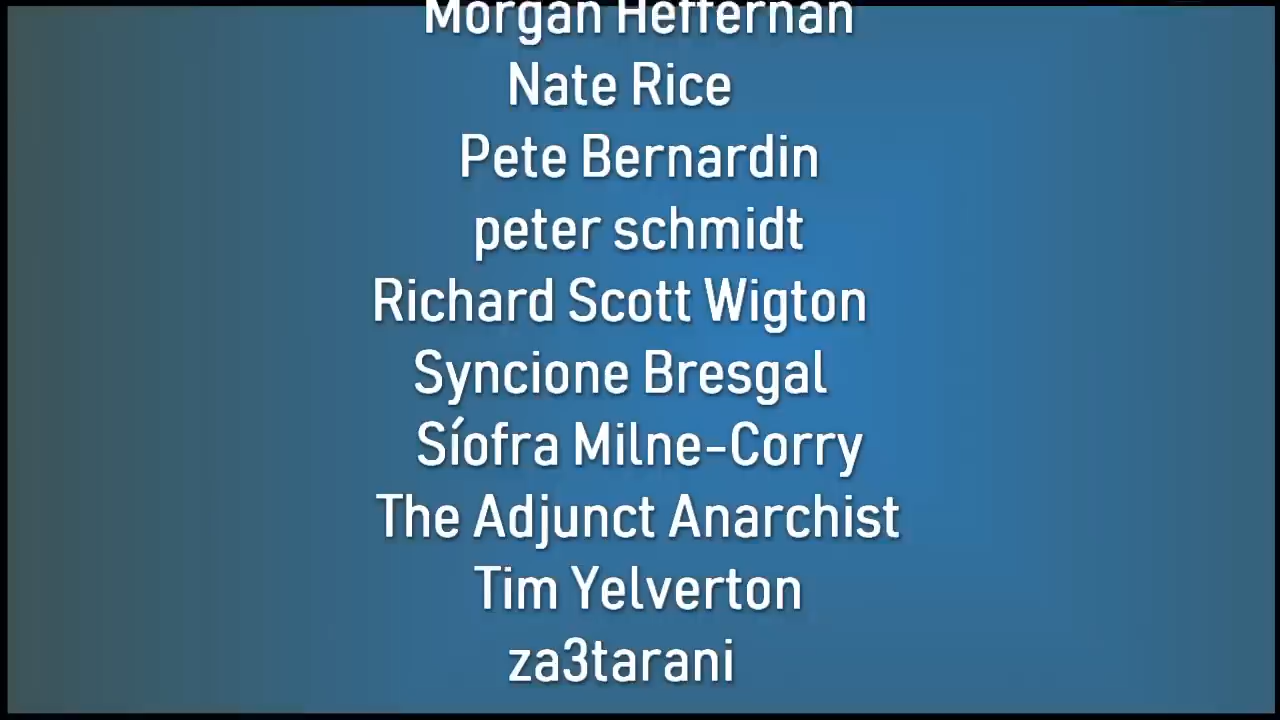 Morgan Heffernan
Nate Rice
Pete Bernardin
peter schmidt
Richard Scott Wigton
Syncione Bresgal
Síofra Milne-Corry
The Adjunct Anarchist
Tim Yelverton
za3tarani